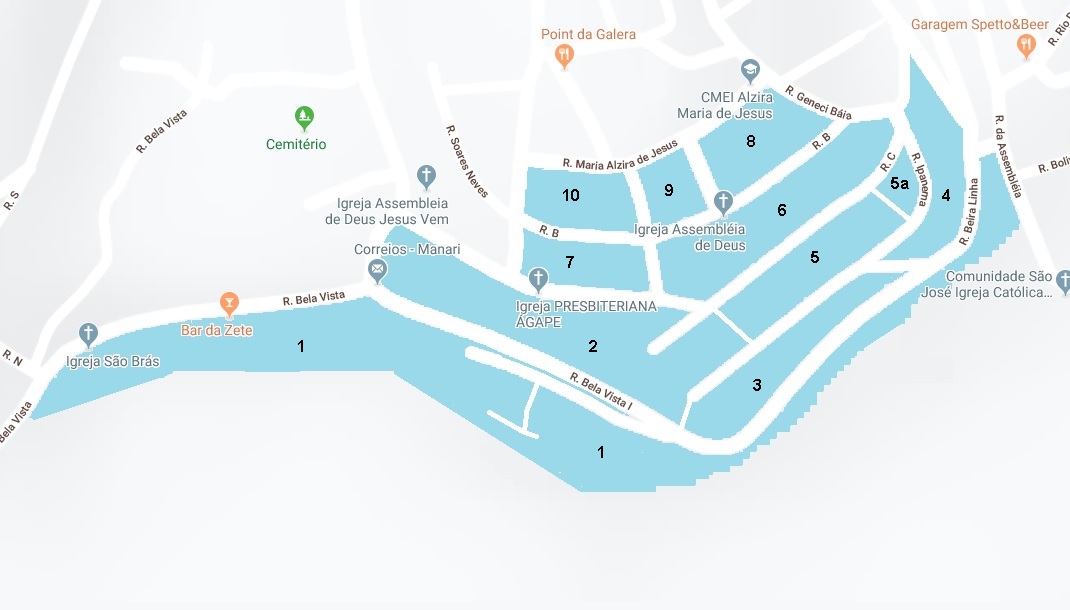 Garagem Spetto&Beer
R. Rio D
Point da Galera
CMEI Alzira
Maria de Jesus
R. Geneci Báia
R. Bela Vista
Cemitério
R. Soares Neves
R. Maria Alzira de Jesus
8
R. B
R. da Assembléia
R. Boli
R. S
Igreja Assembleia
de Deus Jesus Vem
10
9
R. C
5a
R. Ipanema
4
R. Beira Linha
6
R. B
Igreja Assembléia
de Deus
Correios - Manari
7
5
Comunidade São
José Igreja Católica...
R. Bela Vista
Bar da Zete
Igreja PRESBITERIANA
ÁGAPE
R. N
Igreja São Brás
1
2
R. Bela Vista I
3
Bela Vista
1